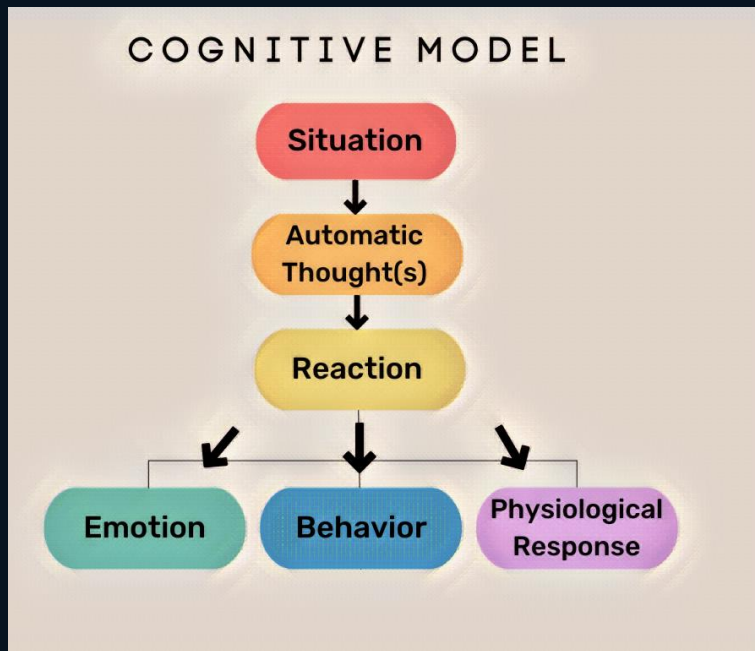 COGNITIVE MODEL
Situation
Automatic
Thought(s)
Reaction
Emotion
Behavior
Physiological
Response